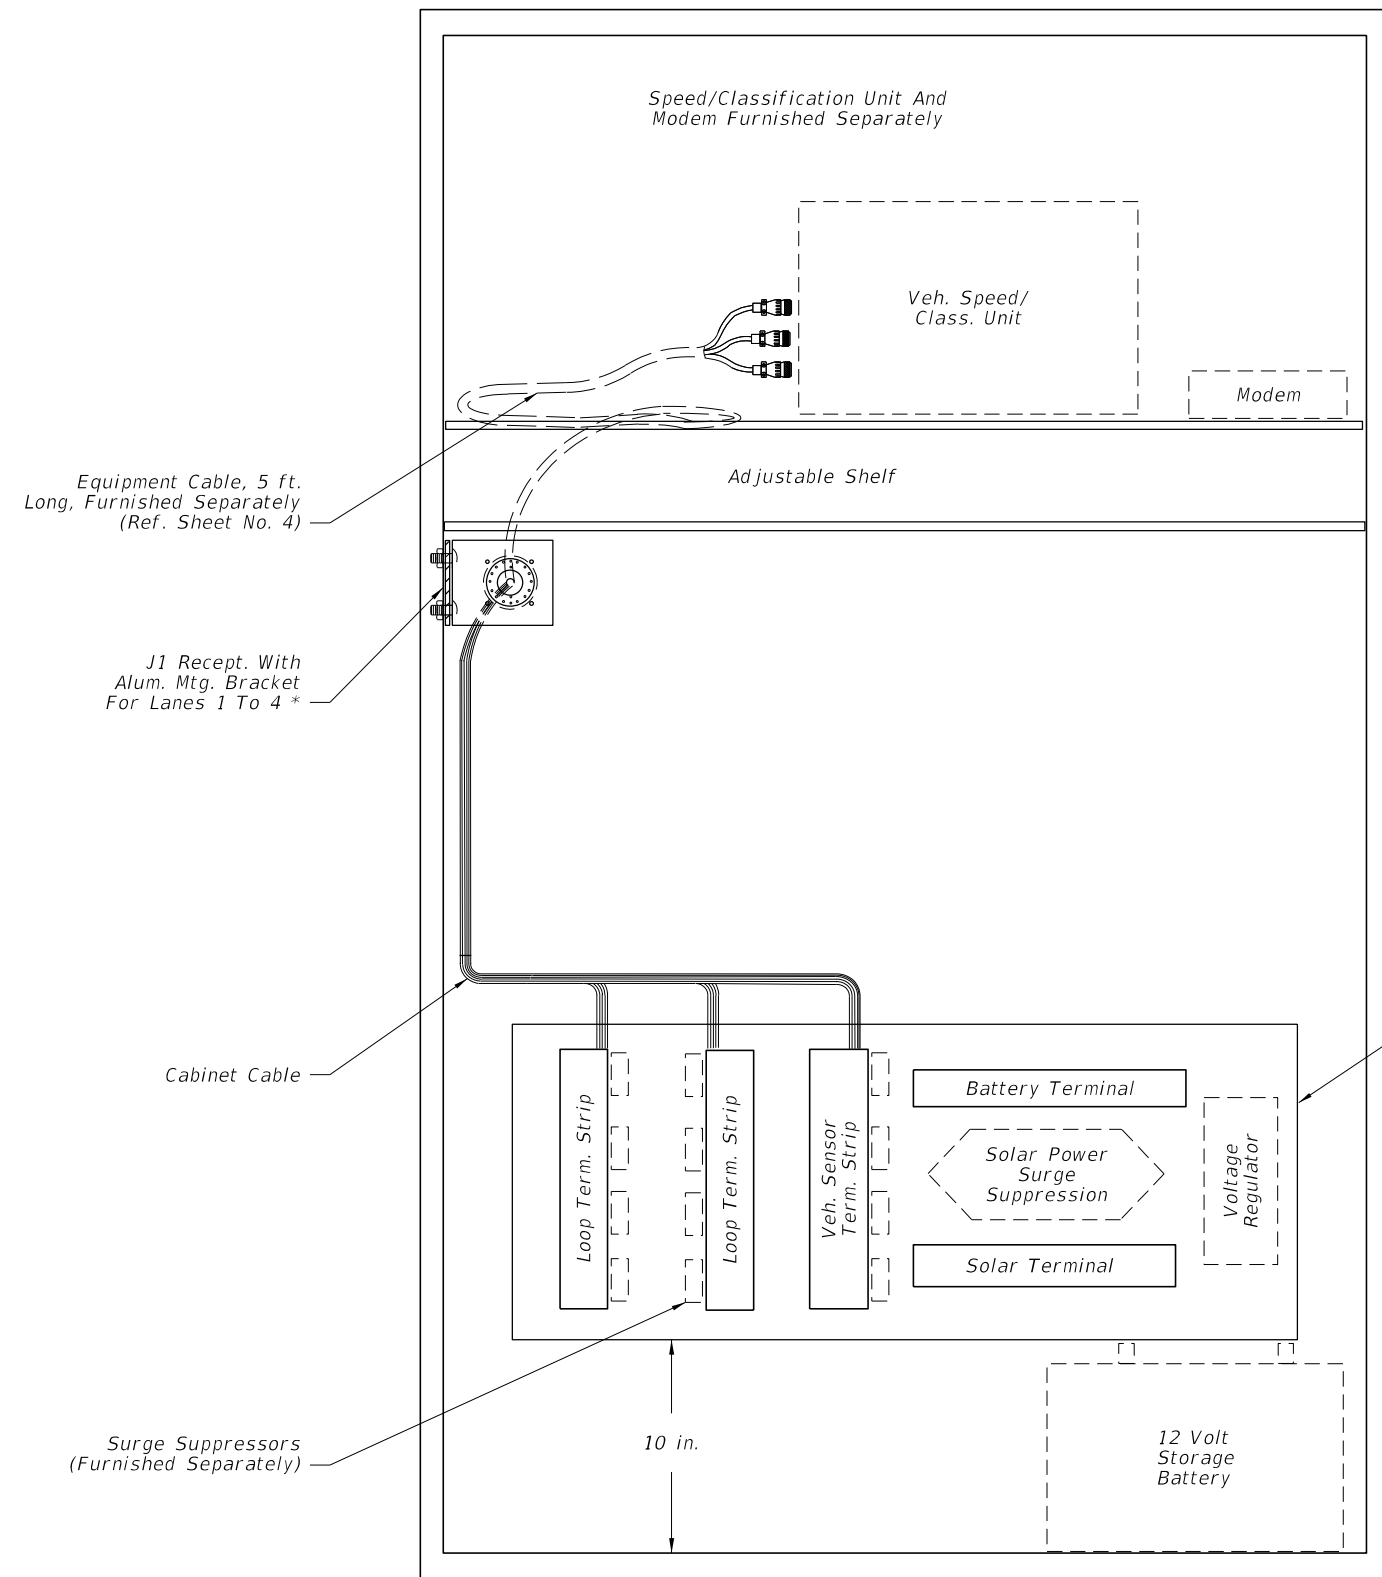 Speed/Classification Unit And
Modem Furnished Separately
Veh. Speed/
Class. Unit
Modem
Adjustable Shelf
Equipment Cable, 5 ft.
Long, Furnished Separately
(Ref. Sheet No. 4)
J1 Recept. With
Alum. Mtg. Bracket
For Lanes 1 To 4 *
Cabinet Cable
Loop Term. Strip
Loop Term. Strip
Veh. Sensor
Term. Strip
Battery Terminal
Solar Power
Surge
Suppression
Solar Terminal
Voltage
Regulator
Surge Suppressors
(Furnished Separately)
10 in.
12 Volt
Storage
Battery